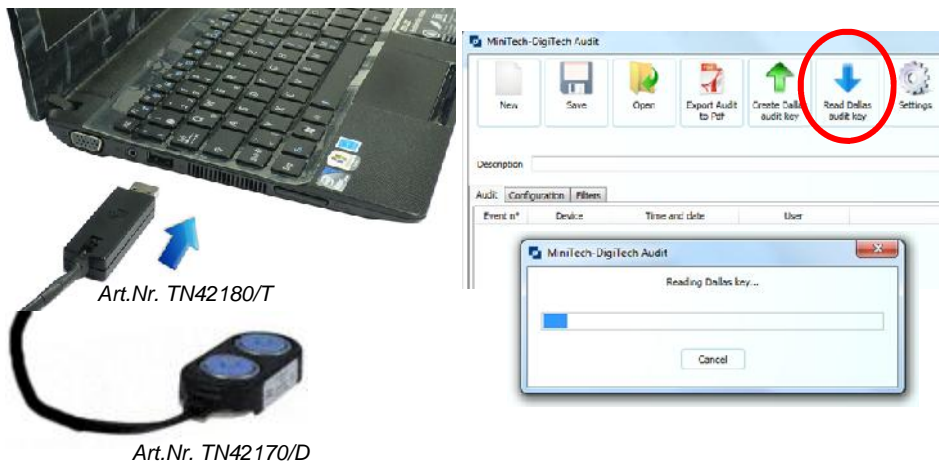 MiniTech-DigiTech Audit
New
Save
Open
Export Audit
to Pdf
Create Dallas
audit key
Read Dallas
audit key
Settings
Description
Audit
Configuration
Filters
Event n°
Device
Time and date
User
MiniTech-DigiTech Audit
Reading Dallas key...
Cancel
Art.Nr. TN42180/T
Art.Nr. TN42170/D